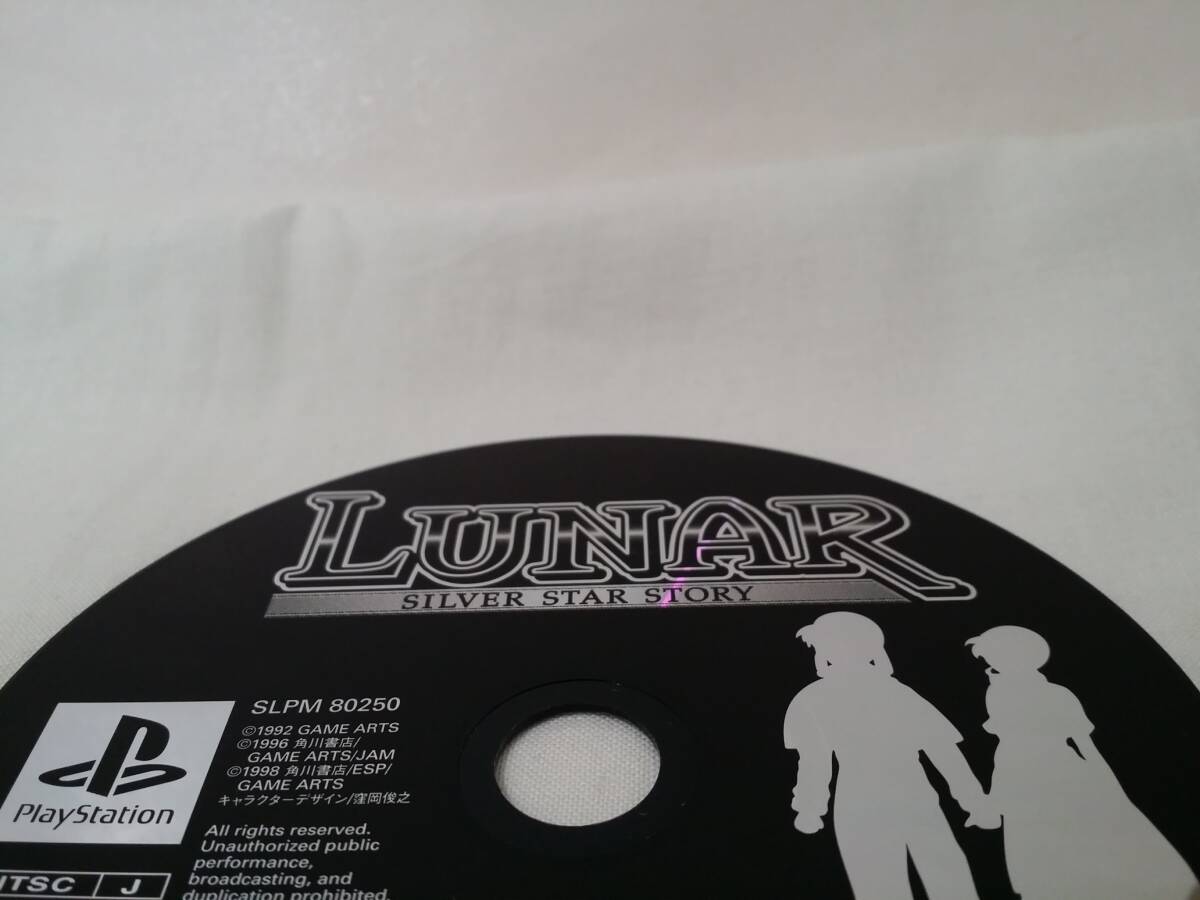 LUNAR
SILVER STAR STORY
SLPM 80250
©1992 GAME ARTS
©1996 角川書店/
GAME ARTS/JAM
©1998 角川書店/ESP/
GAME ARTS
キャラクターデザイン/窪岡俊之
PlayStation
All rights reserved.
Unauthorized public
performance,
broadcasting, and
duplication prohibited.
NTSC J